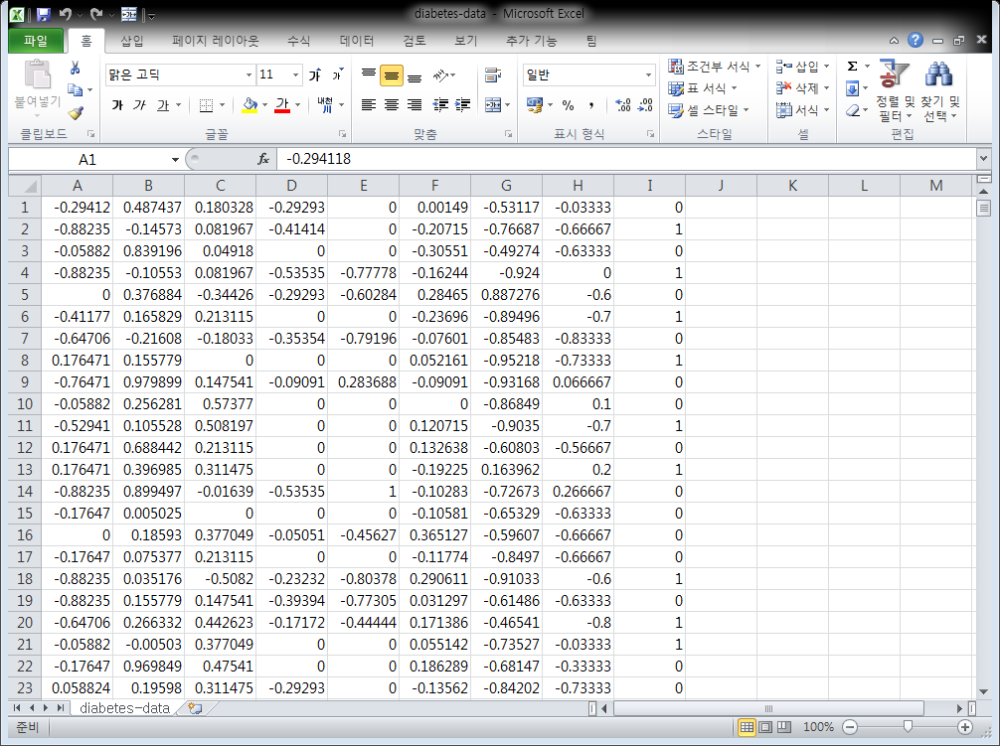 diabetes-data - Microsoft Excel
파일 홈 삽입 페이지 레이아웃 수식 데이터 검토 보기 추가 기능 팀
붙여넣기
클립보드
맑은 고딕 11 가 가
가 가 가 가 내천
글꼴
맞춤
일반
% ,
표시 형식
조건부 서식
표 서식
셀 스타일
스타일
삽입
삭제
서식
셀
Σ
정렬 및 필터
찾기 및 선택
편집
A1 fx -0.294118
A B C D E F G H I J K L M
1 -0.29412 0.487437 0.180328 -0.29293 0 0.00149 -0.53117 -0.03333 0
2 -0.88235 -0.14573 0.081967 -0.41414 0 -0.20715 -0.76687 -0.66667 1
3 -0.05882 0.839196 0.04918 0 0 -0.30551 -0.49274 -0.63333 0
4 -0.88235 -0.10553 0.081967 -0.53535 -0.77778 -0.16244 -0.924 0 1
5 0 0.376884 -0.34426 -0.29293 -0.60284 0.28465 0.887276 -0.6 0
6 -0.41177 0.165829 0.213115 0 0 -0.23696 -0.89496 -0.7 1
7 -0.64706 -0.21608 -0.18033 -0.35354 -0.79196 -0.07601 -0.85483 -0.83333 0
8 0.176471 0.155779 0 0 0 0.052161 -0.95218 -0.73333 1
9 -0.76471 0.979899 0.147541 -0.09091 0.283688 -0.09091 -0.93168 0.066667 0
10 -0.05882 0.256281 0.57377 0 0 0 -0.86849 0.1 0
11 -0.52941 0.105528 0.508197 0 0 0.120715 -0.9035 -0.7 1
12 0.176471 0.688442 0.213115 0 0 0.132638 -0.60803 -0.56667 0
13 0.176471 0.396985 0.311475 0 0 -0.19225 0.163962 0.2 1
14 -0.88235 0.899497 -0.01639 -0.53535 1 -0.10283 -0.72673 0.266667 0
15 -0.17647 0.005025 0 0 0 -0.10581 -0.65329 -0.63333 0
16 0 0.18593 0.377049 -0.05051 -0.45627 0.365127 -0.59607 -0.66667 0
17 -0.17647 0.075377 0.213115 0 0 -0.11774 -0.8497 -0.66667 0
18 -0.88235 0.035176 -0.5082 -0.23232 -0.80378 0.290611 -0.91033 -0.6 1
19 -0.88235 0.155779 0.147541 -0.39394 -0.77305 0.031297 -0.61486 -0.63333 0
20 -0.64706 0.266332 0.442623 -0.17172 -0.44444 0.171386 -0.46541 -0.8 1
21 -0.05882 -0.00503 0.377049 0 0 0.055142 -0.73527 -0.03333 1
22 -0.17647 0.969849 0.47541 0 0 0.186289 -0.68147 -0.33333 0
23 0.058824 0.19598 0.311475 -0.29293 0 -0.13562 -0.84202 -0.73333 0
diabetes-data
준비 100%